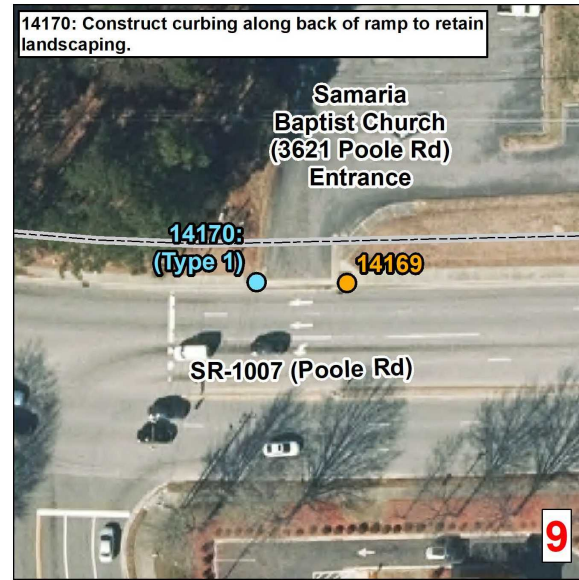 14170: Construct curbing along back of ramp to retain
landscaping.
Samaria
Baptist Church
(3621 Poole Rd)
Entrance
14170:
(Type 1)
14169
SR-1007 (Poole Rd)
9